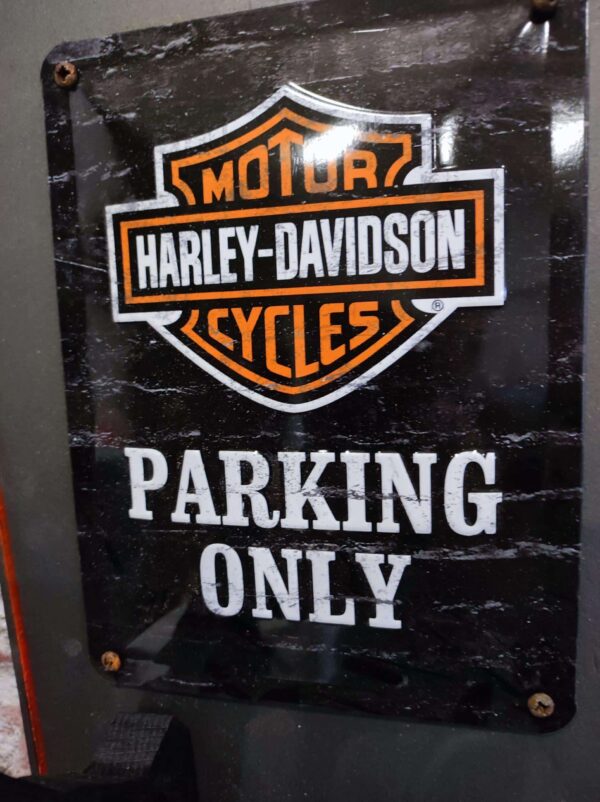 MOTOR
HARLEY-DAVIDSON
CYCLES
®
PARKING
ONLY